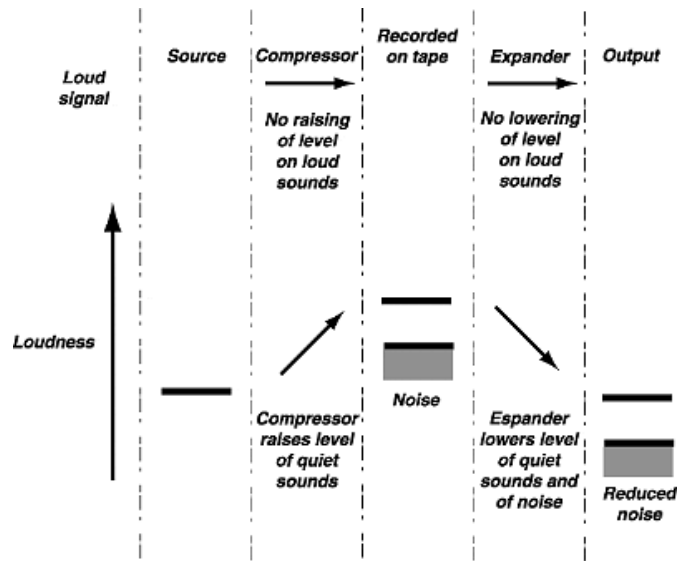 Source
Compressor
Recorded
on tape
Expander
Output
Loud
signal
No raising
of level
on loud
sounds
No lowering
of level
on loud
sounds
Loudness
Compressor
raises level
of quiet
sounds
Noise
Espander
lowers level
of quiet
sounds and
of noise
Reduced
noise